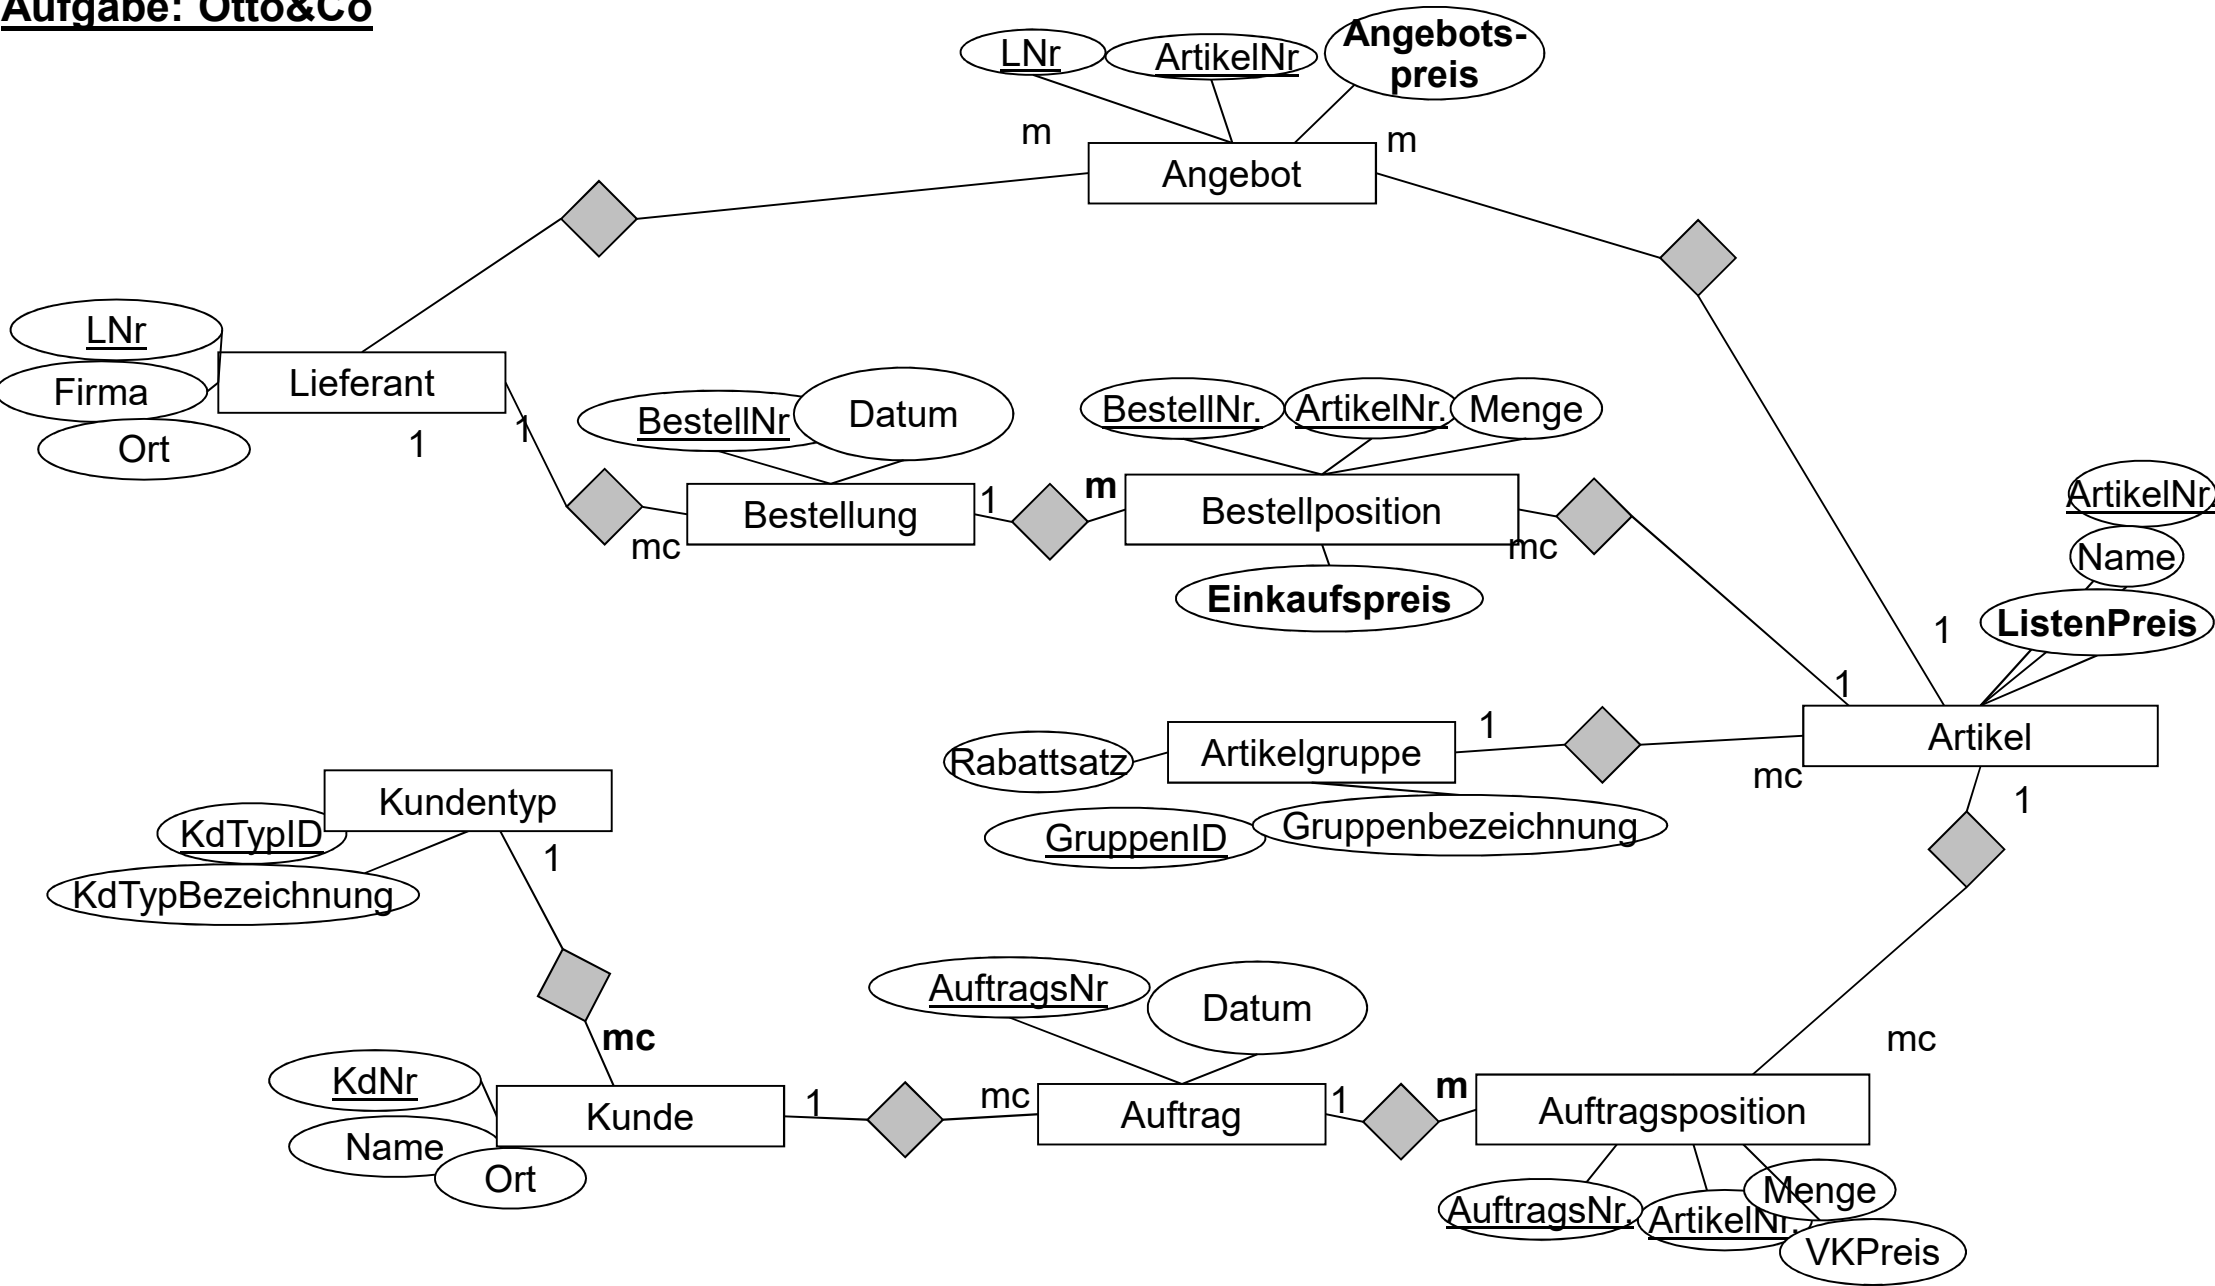 Aufgabe: Otto&Co
LNr
ArtikelNr
Angebots-
preis
m
m
Angebot
LNr
Firma
Ort
Lieferant
1
1
BestellNr
Datum
BestellNr.
ArtikelNr.
Menge
mc
Bestellung
1
m
Bestellposition
mc
Einkaufspreis
ArtikelNr.
Name
ListenPreis
1
1
Rabattsatz
Artikelgruppe
1
mc
Artikel
1
GruppenID
Gruppenbezeichnung
Kundentyp
KdTypID
KdTypBezeichnung
1
mc
AuftragsNr
Datum
mc
KdNr
Name
Ort
Kunde
1
mc
Auftrag
1
m
Auftragsposition
AuftragsNr.
ArtikelNr.
Menge
VKPreis